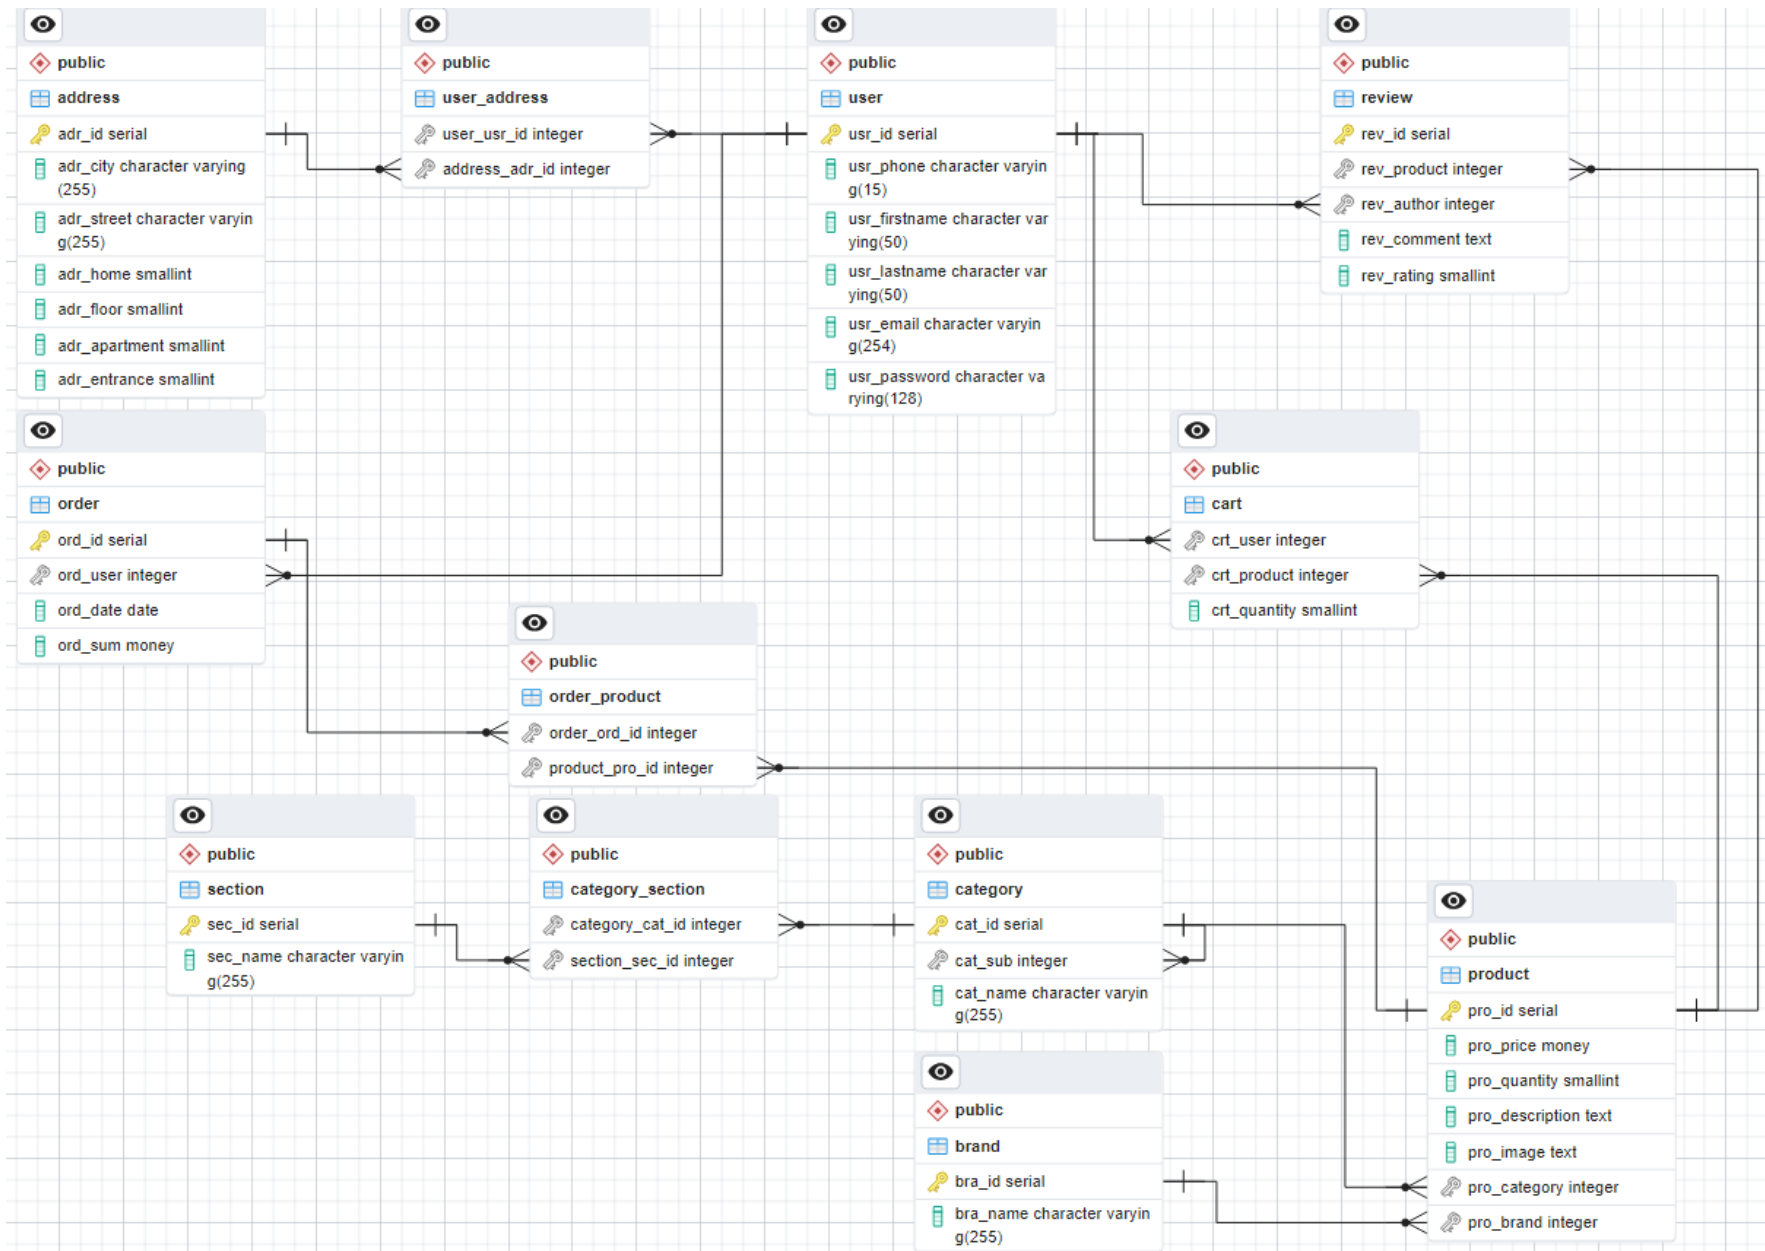 public
address
adr_id serial
adr_city character varying
(255)
adr_street character varyin
g(255)
adr_home smallint
adr_floor smallint
adr_apartment smallint
adr_entrance smallint
public
user_address
user_usr_id integer
address_adr_id integer
public
user
usr_id serial
usr_phone character varyin
g(15)
usr_firstname character var
ying(50)
usr_lastname character var
ying(50)
usr_email character varyin
g(254)
usr_password character va
rying(128)
public
review
rev_id serial
rev_product integer
rev_author integer
rev_comment text
rev_rating smallint
public
order
ord_id serial
ord_user integer
ord_date date
ord_sum money
public
cart
crt_user integer
crt_product integer
crt_quantity smallint
public
order_product
order_ord_id integer
product_pro_id integer
public
section
sec_id serial
sec_name character varyin
g(255)
public
category_section
category_cat_id integer
section_sec_id integer
public
category
cat_id serial
cat_sub integer
cat_name character varyin
g(255)
public
brand
bra_id serial
bra_name character varyin
g(255)
public
product
pro_id serial
pro_price money
pro_quantity smallint
pro_description text
pro_image text
pro_category integer
pro_brand integer